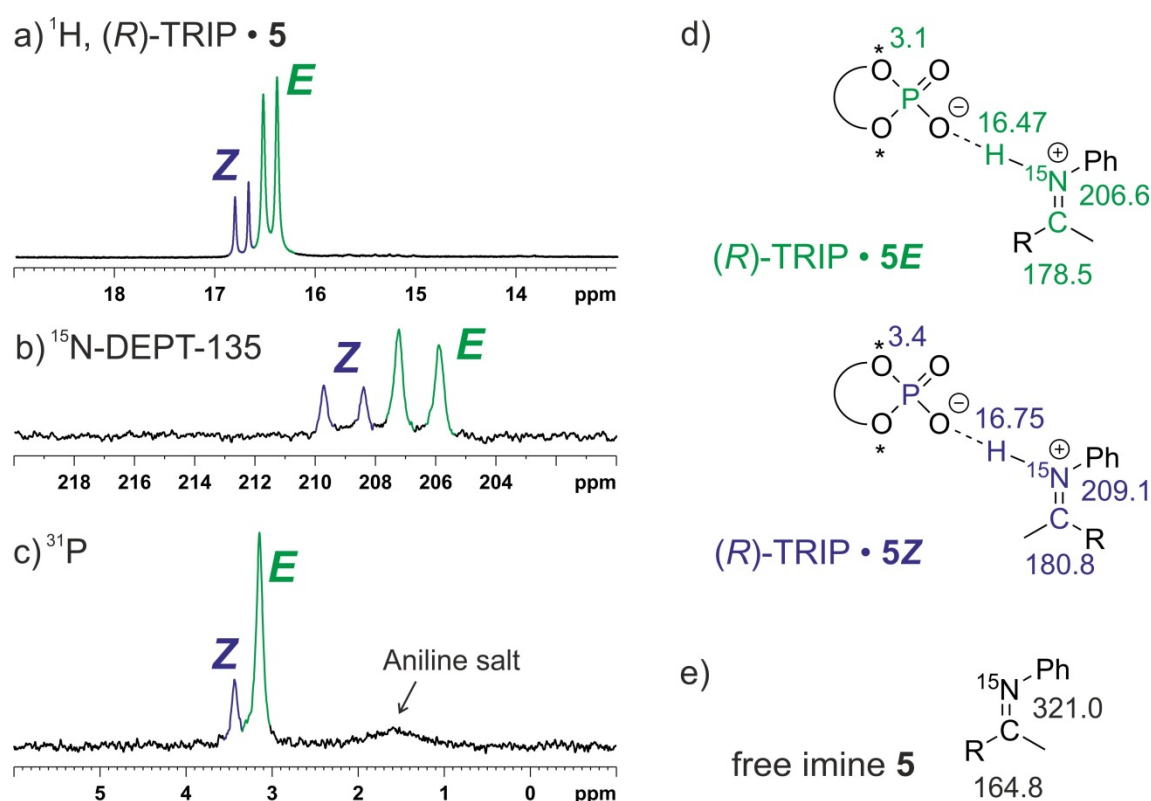 a) ¹H, (R)-TRIP • 5
Z
E
18 17 16 15 14 ppm
b) ¹⁵N-DEPT-135
Z
E
218 216 214 212 210 208 206 204 ppm
c) ³¹P
Z
E
Aniline salt
5 4 3 2 1 0 ppm
d)
* 3.1
O O
P
O O ⊖
*
16.47
H
⊕
¹⁵N Ph
206.6
C
R
178.5
(R)-TRIP • 5E
* 3.4
O O
P
O O ⊖
*
16.75
H
⊕
¹⁵N Ph
209.1
C
R
180.8
(R)-TRIP • 5Z
e)
¹⁵N Ph
321.0
C
R
164.8
free imine 5